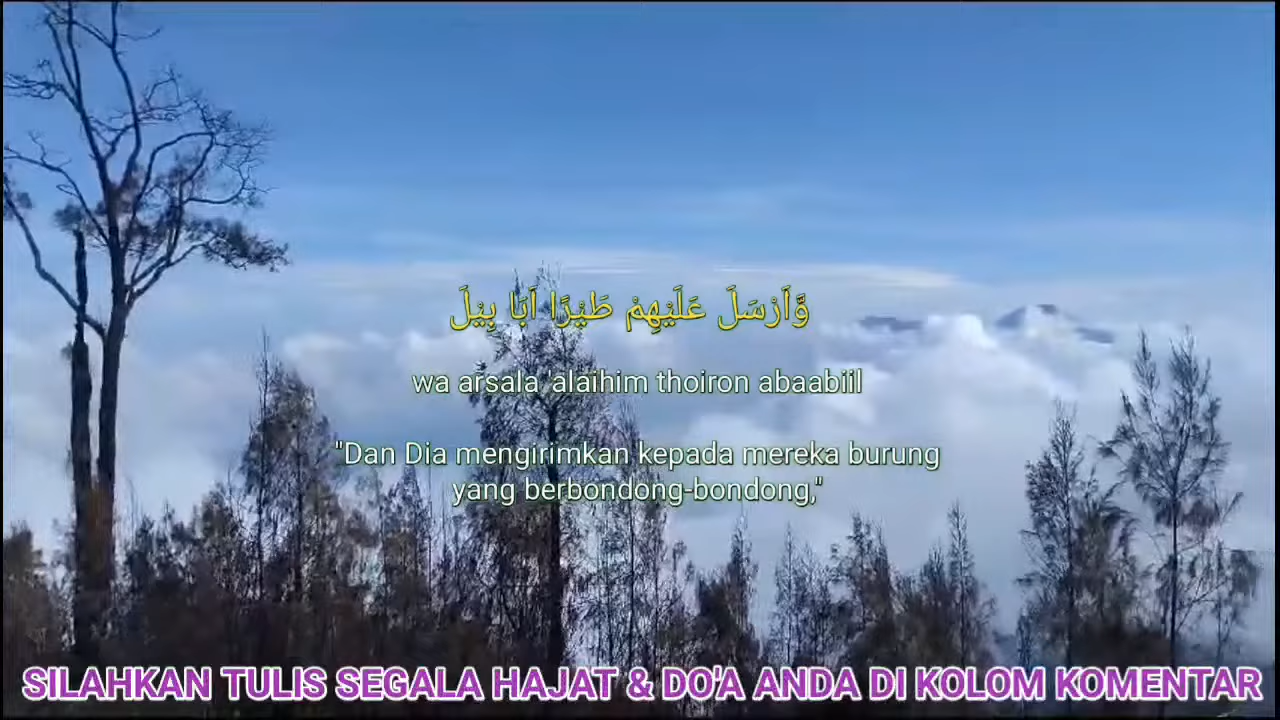 وَّاَرْسَلَ عَلَيْهِمْ طَيْرًا اَبَا بِيْلَ
wa arsala 'alaihim thoiron abaabiil
"Dan Dia mengirimkan kepada mereka burung
yang berbondong-bondong,"
SILAHKAN TULIS SEGALA HAJAT & DO'A ANDA DI KOLOM KOMENTAR